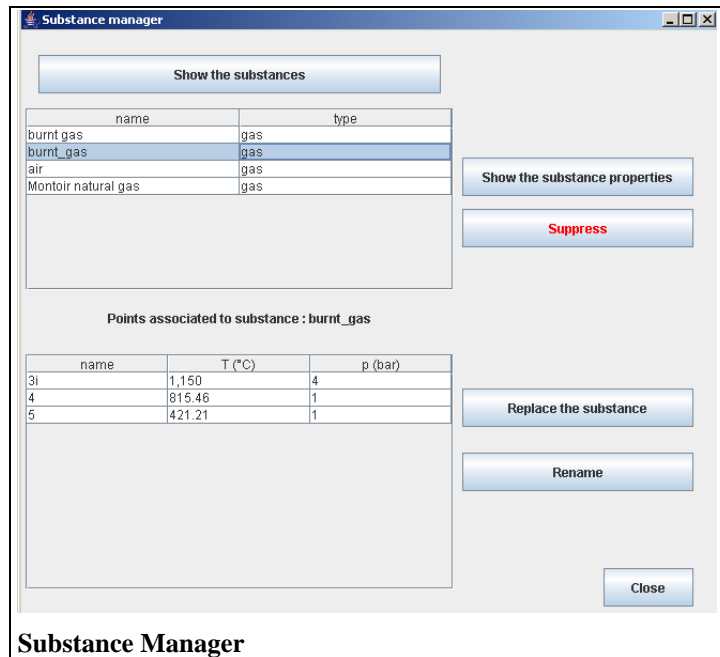 Substance manager
Show the substances
name type
burnt gas gas
burnt_gas gas
air gas
Montoir natural gas gas
Show the substance properties
Suppress
Points associated to substance : burnt_gas
name T (°C) p (bar)
3i 1,150 4
4 815.46 1
5 421.21 1
Replace the substance
Rename
Close
Substance Manager